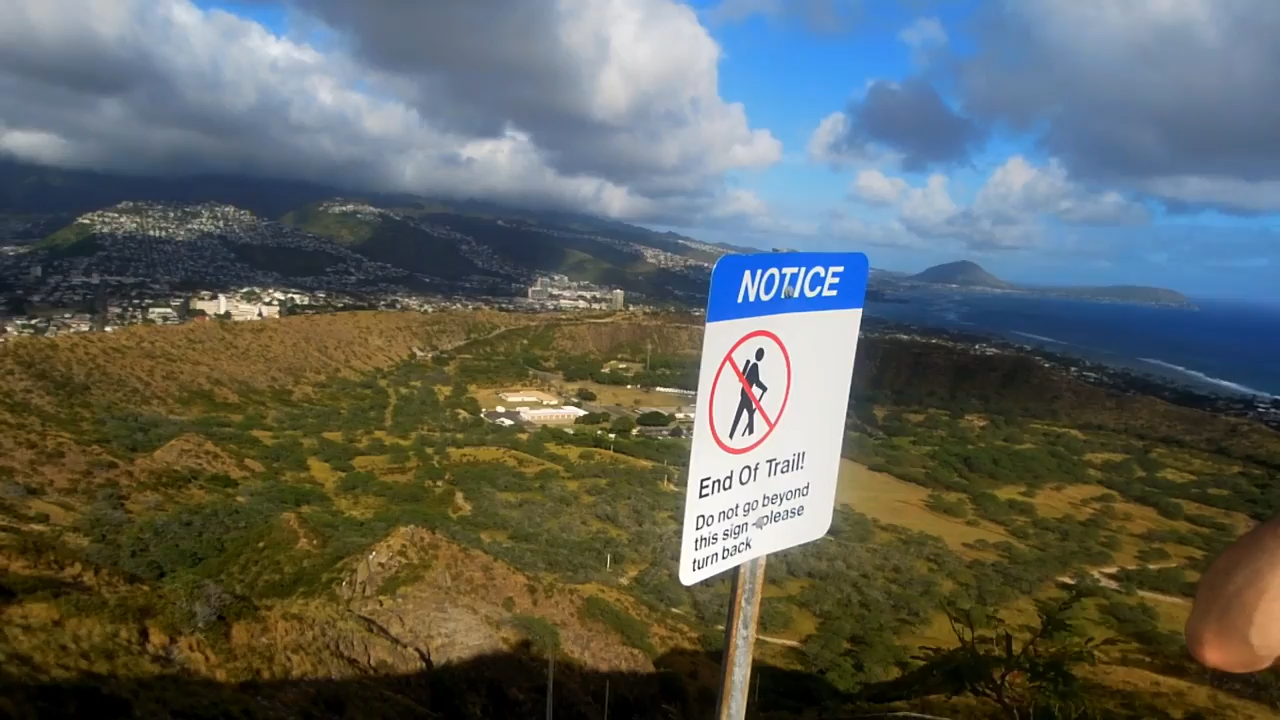 NOTICE
End Of Trail!
Do not go beyond
this sign - please
turn back